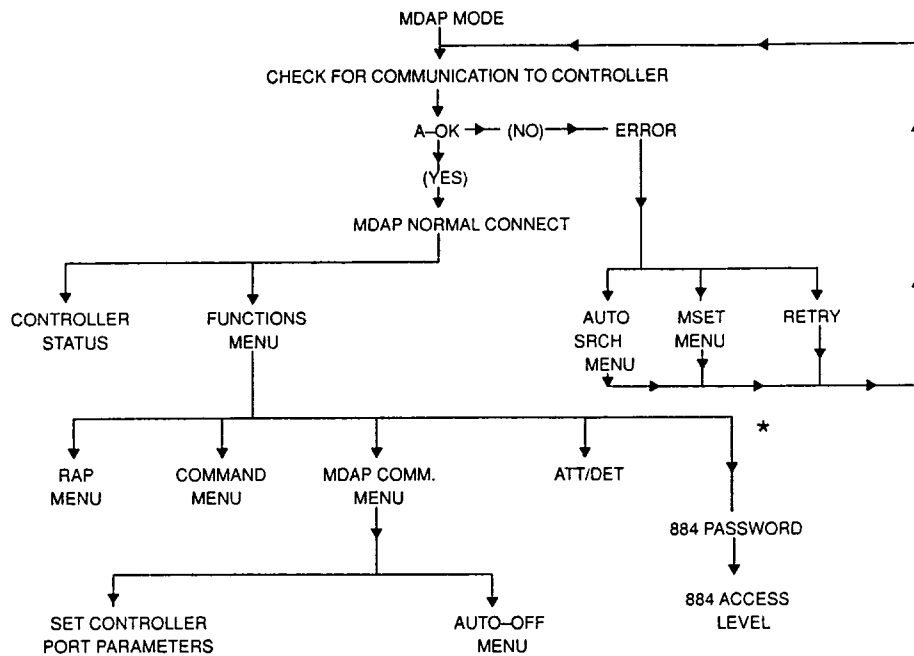 MDAP MODE
CHECK FOR COMMUNICATION TO CONTROLLER
A–OK (NO) ERROR
(YES)
MDAP NORMAL CONNECT
CONTROLLER
STATUS
FUNCTIONS
MENU
AUTO
SRCH
MENU
MSET
MENU
RETRY
*
RAP
MENU
COMMAND
MENU
MDAP COMM.
MENU
ATT/DET
884 PASSWORD
884 ACCESS
LEVEL
SET CONTROLLER
PORT PARAMETERS
AUTO–OFF
MENU